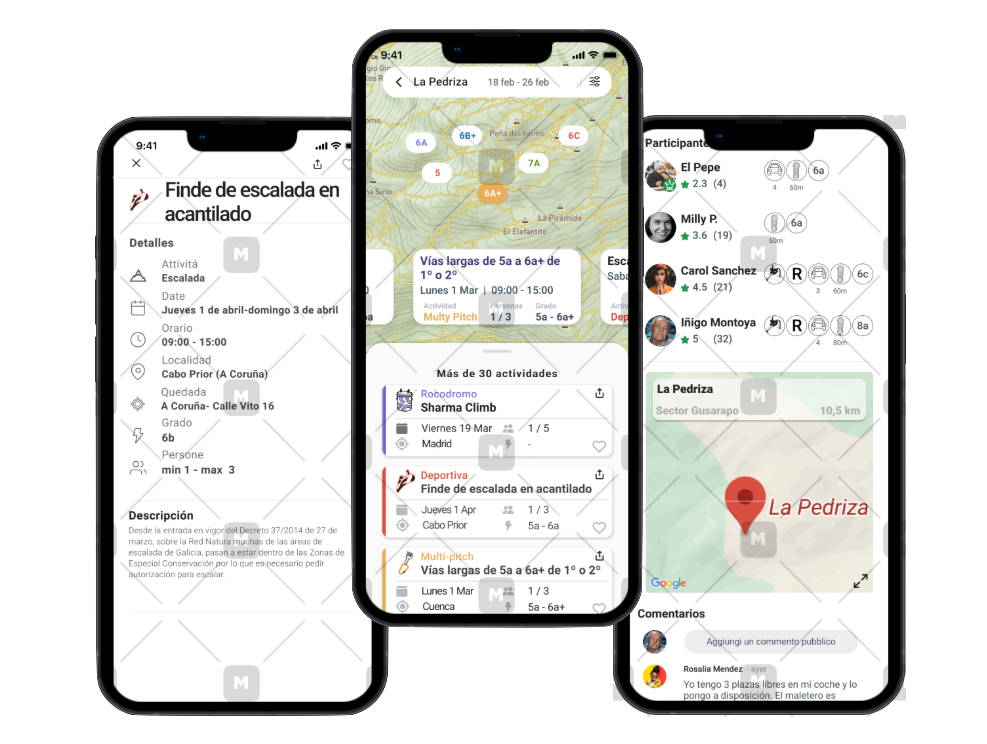 9:41
Finde de escalada en
acantilado
Detalles
Attivitá
Escalada
Date
Jueves 1 de abril-domingo 3 de abril
Orario
09:00 - 15:00
Localidad
Cabo Prior (A Coruña)
Quedada
A Coruña- Calle Vito 16
Grado
6b
Persone
min 1 - max 3
Descripción
Desde la entrada en vigor del Decreto 37/2014 de 27 de
marzo, sobre la Red Natura muchas de las áreas de
escalada de Galicia, pasan a estar dentro de las Zonas de
Especial Conservación por lo que es necesario pedir
autorización para escalar.
9:41
La Pedriza 18 feb - 26 feb
6A 6B+ Peña del Yelmo 6C
5 7A
6A+
La Pirámide
El Elefantito
Vías largas de 5a a 6a+ de
1º o 2º
Lunes 1 Mar | 09:00 - 15:00
Actividad Personas Grado
Multy Pitch 1 / 3 5a - 6a+
Más de 30 actividades
Rocodromo
Sharma Climb
Viernes 19 Mar 1 / 5
Madrid -
Deportiva
Finde de escalada en acantilado
Jueves 1 Apr 1 / 3
Cabo Prior 5a - 6a
Multi-pitch
Vías largas de 5a a 6a+ de 1º o 2º
Lunes 1 Mar 1 / 3
Cuenca 5a - 6a+
Participante
El Pepe
2.3 (4) 6a
4 60m
Milly P.
3.6 (19) 6a
60m
Carol Sanchez
4.5 (21) R 6c
3 60m
Iñigo Montoya
5 (32) R 8a
4 80m
La Pedriza
Sector Gusarapo 10,5 km
La Pedriza
Google
Comentarios
Aggiungi un commento pubblico
Rosalia Mendez - ayer
Yo tengo 3 plazas libres en mi coche y lo
pongo a disposición. El maletero es
M